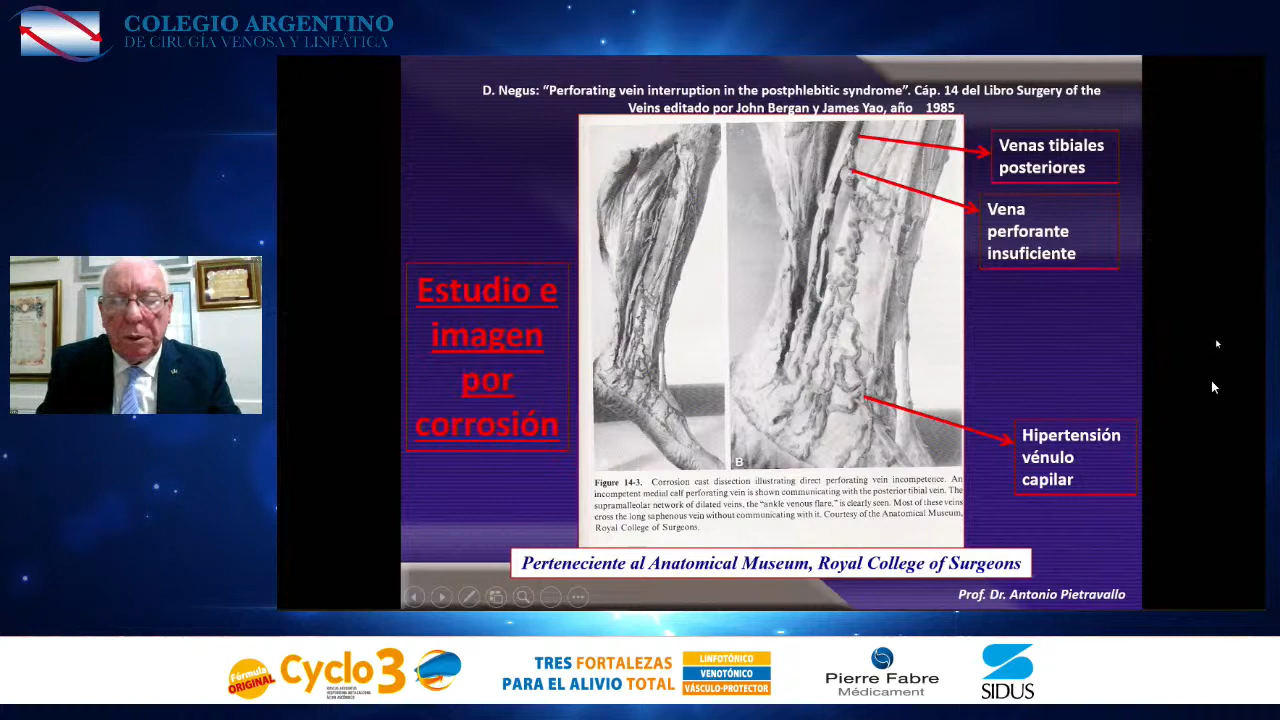 COLEGIO ARGENTINO
DE CIRUGÍA VENOSA Y LINFÁTICA
D. Negus: “Perforating vein interruption in the postphlebitic syndrome”. Cáp. 14 del Libro Surgery of the
Veins editado por John Bergan y James Yao, año 1985
Venas tibiales
posteriores
Vena
perforante
insuficiente
Estudio e
imagen
por
corrosión
Hipertensión
vénulo
capilar
B
Figure 14-3. Corrosion cast dissection illustrating direct perforating vein incompetence. An
incompetent medial calf perforating vein is shown communicating with the posterior tibial vein. The
supramalleolar network of dilated veins, the “ankle venous flare,” is clearly seen. Most of these veins
cross the long saphenous vein without communicating with it. Courtesy of the Anatomical Museum,
Royal College of Surgeons.
Perteneciente al Anatomical Museum, Royal College of Surgeons
Prof. Dr. Antonio Pietravallo
Fórmula
ORIGINAL
Cyclo 3
TRES FORTALEZAS
PARA EL ALIVIO TOTAL
LINFOTÓNICO
VENOTÓNICO
VÁSCULO-PROTECTOR
Pierre Fabre
Médicament
SIDUS